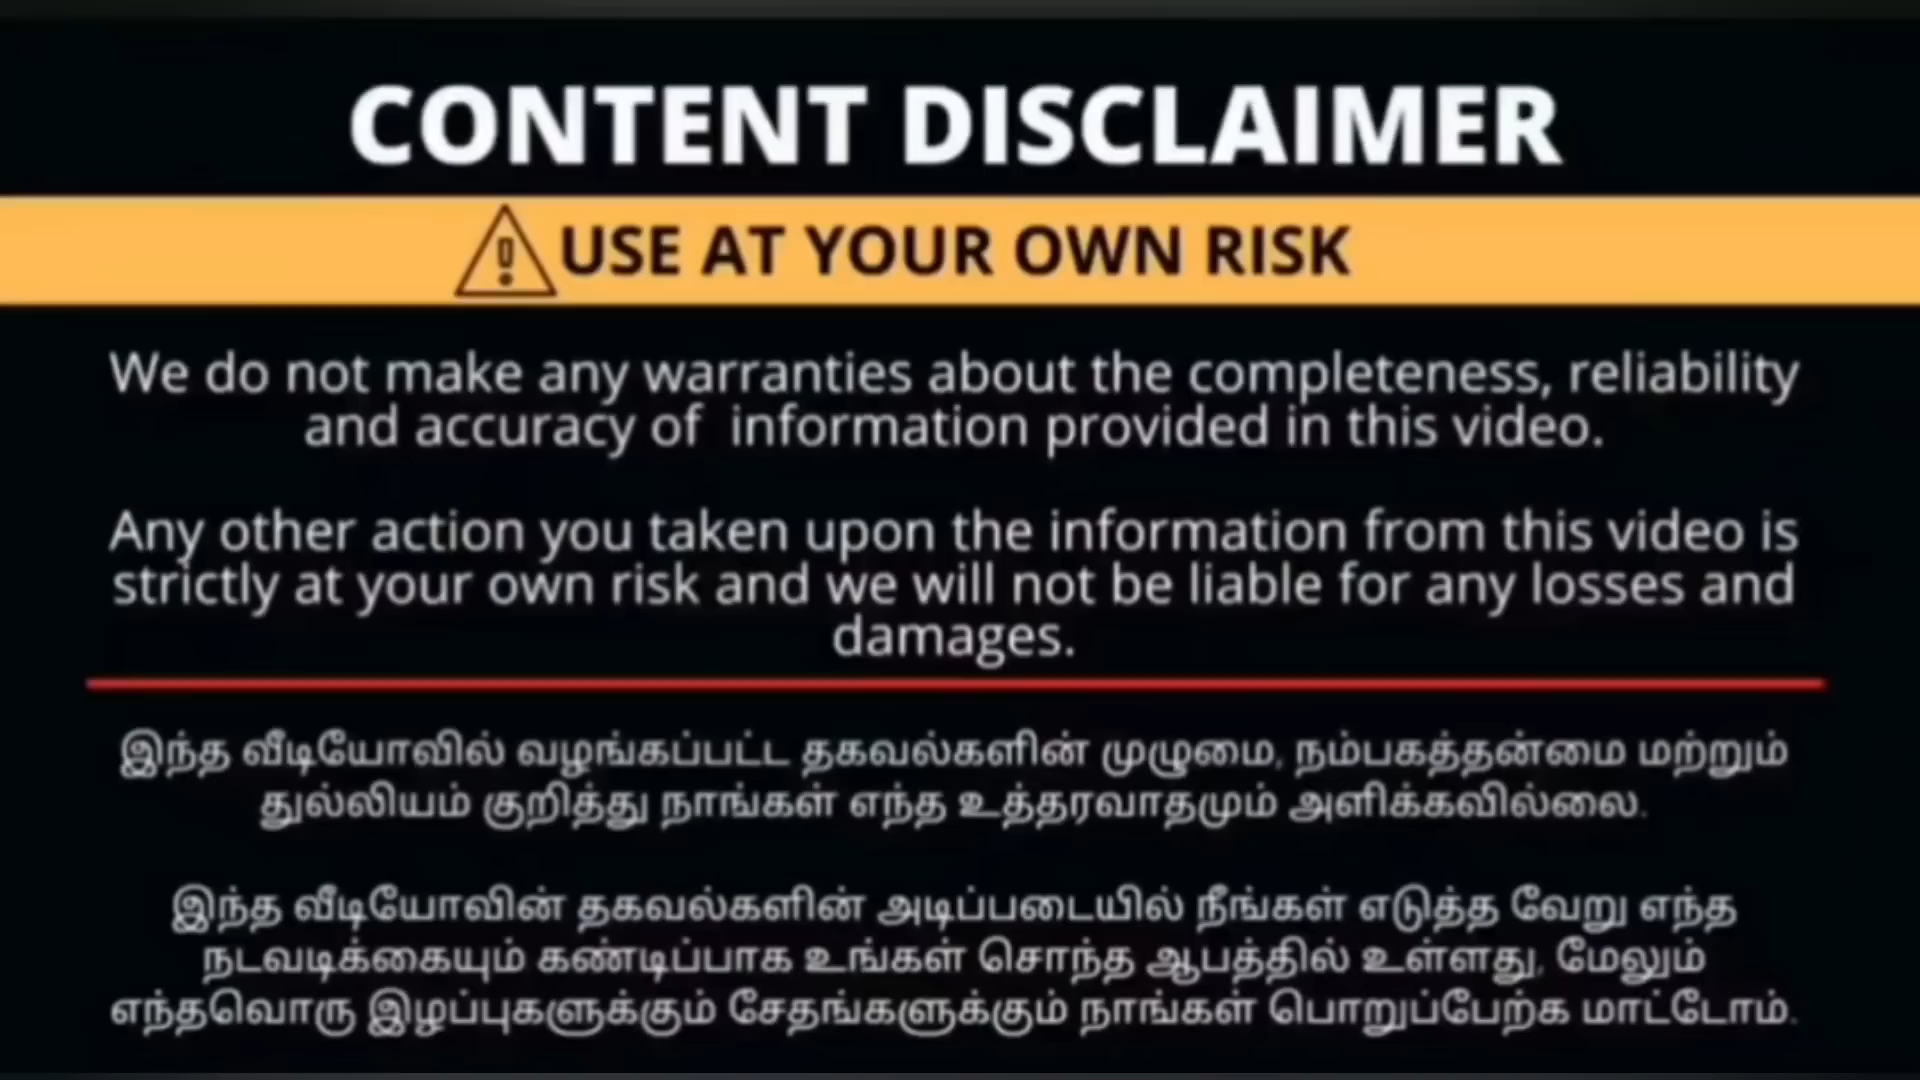 CONTENT DISCLAIMER
USE AT YOUR OWN RISK
We do not make any warranties about the completeness, reliability
and accuracy of information provided in this video.
Any other action you taken upon the information from this video is
strictly at your own risk and we will not be liable for any losses and
damages.
இந்த வீடியோவில் வழங்கப்பட்ட தகவல்களின் முழுமை, நம்பகத்தன்மை மற்றும்
துல்லியம் குறித்து நாங்கள் எந்த உத்தரவாதமும் அளிக்கவில்லை.
இந்த வீடியோவின் தகவல்களின் அடிப்படையில் நீங்கள் எடுத்த வேறு எந்த
நடவடிக்கையும் கண்டிப்பாக உங்கள் சொந்த ஆபத்தில் உள்ளது, மேலும்
எந்தவொரு இழப்புகளுக்கும் சேதங்களுக்கும் நாங்கள் பொறுப்பேற்க மாட்டோம்.